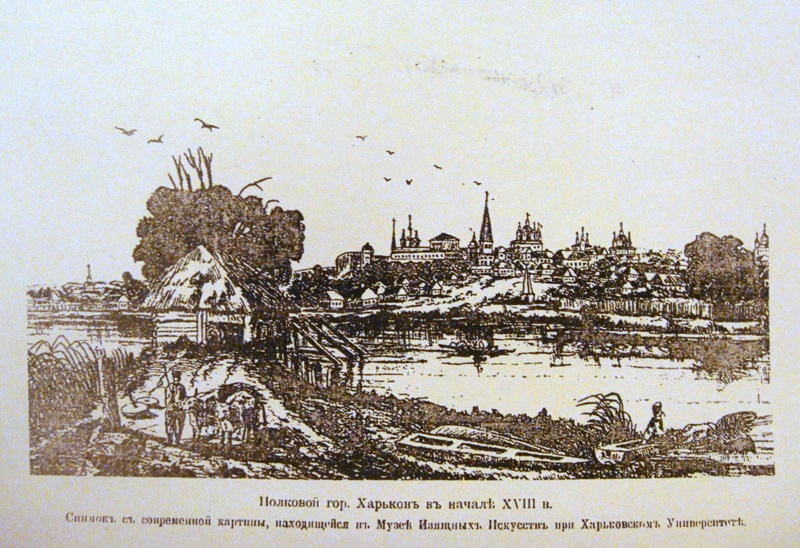 Полковой гор. Харьковъ въ началѣ XVIII в.
Снимокъ съ современной картины, находящейся въ Музеѣ Изящныхъ Искусствъ при Харьковскомъ Университетѣ.